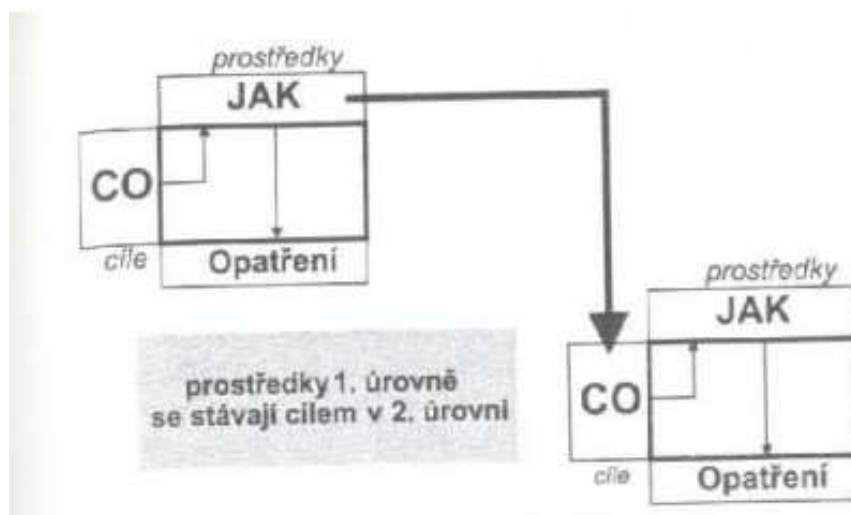 prostředky
JAK
CO
cíle
Opatření
prostředky
JAK
prostředky 1. úrovně
se stávají cílem v 2. úrovni
CO
cíle
Opatření